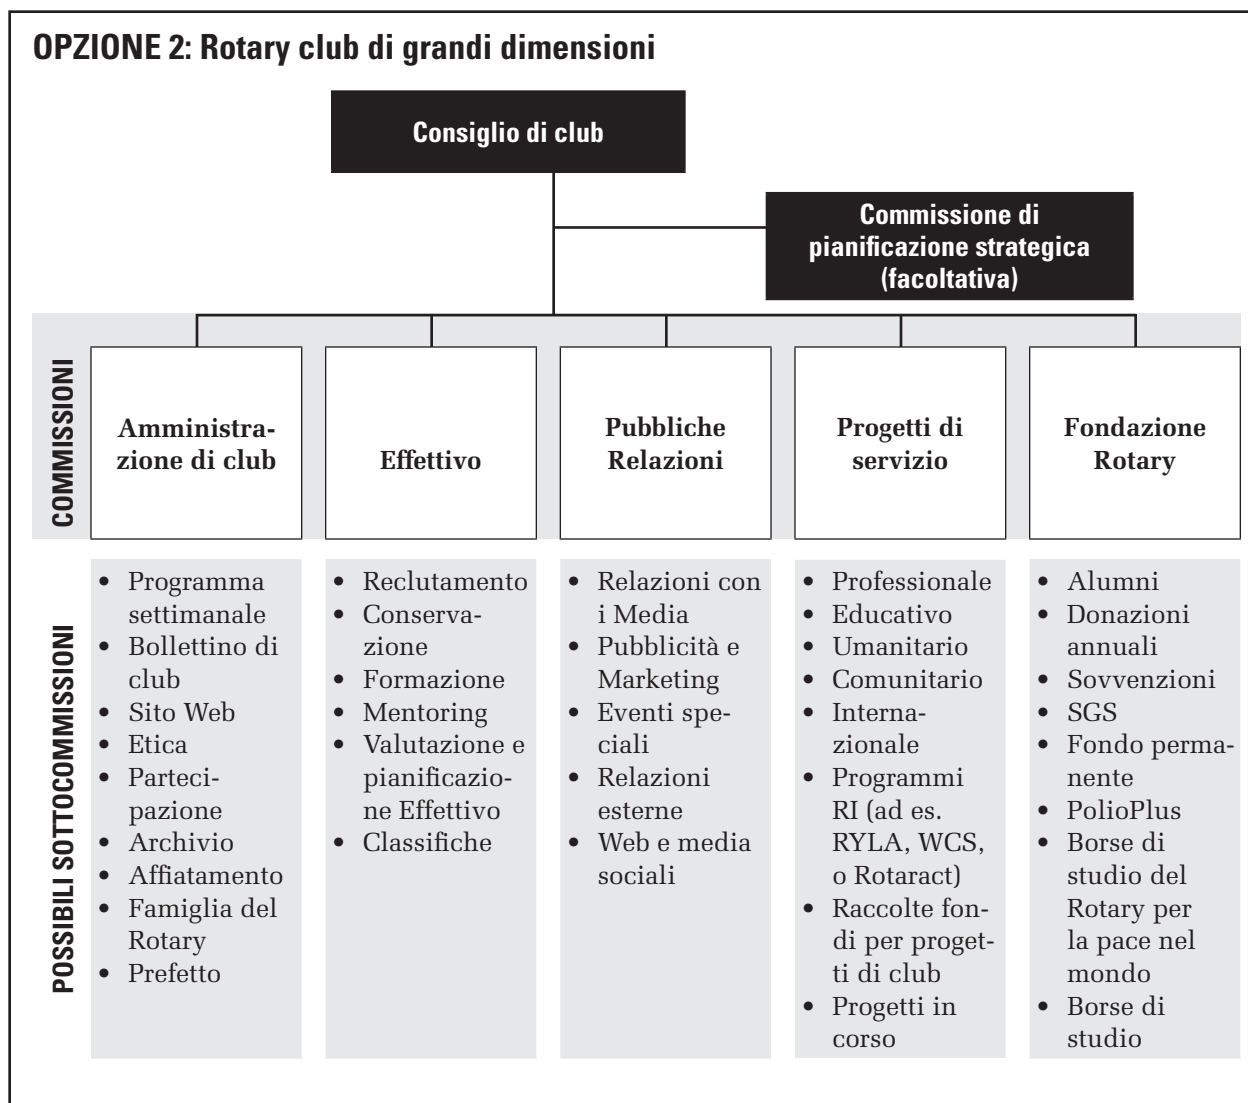 OPZIONE 2: Rotary club di grandi dimensioni
Consiglio di club
Commissione di
pianificazione strategica
(facoltativa)
COMMISSIONI
Amministra-
zione di club
Effettivo
Pubbliche
Relazioni
Progetti di
servizio
Fondazione
Rotary
POSSIBILI SOTTOCOMMISSIONI
• Programma
settimanale
• Bollettino di
club
• Sito Web
• Etica
• Parteci-
pazione
• Archivio
• Affiatamento
• Famiglia del
Rotary
• Prefetto
• Reclutamento
• Conserva-
zione
• Formazione
• Mentoring
• Valutazione e
pianificazio-
ne Effettivo
• Classifiche
• Relazioni con
i Media
• Pubblicità e
Marketing
• Eventi spe-
ciali
• Relazioni
esterne
• Web e media
sociali
• Professionale
• Educativo
• Umanitario
• Comunitario
• Interna-
zionale
• Programmi
RI (ad es.
RYLA, WCS,
o Rotaract)
• Raccolte fon-
di per proget-
ti di club
• Progetti in
corso
• Alumni
• Donazioni
annuali
• Sovvenzioni
• SGS
• Fondo perma-
nente
• PolioPlus
• Borse di
studio del
Rotary per
la pace nel
mondo
• Borse di
studio